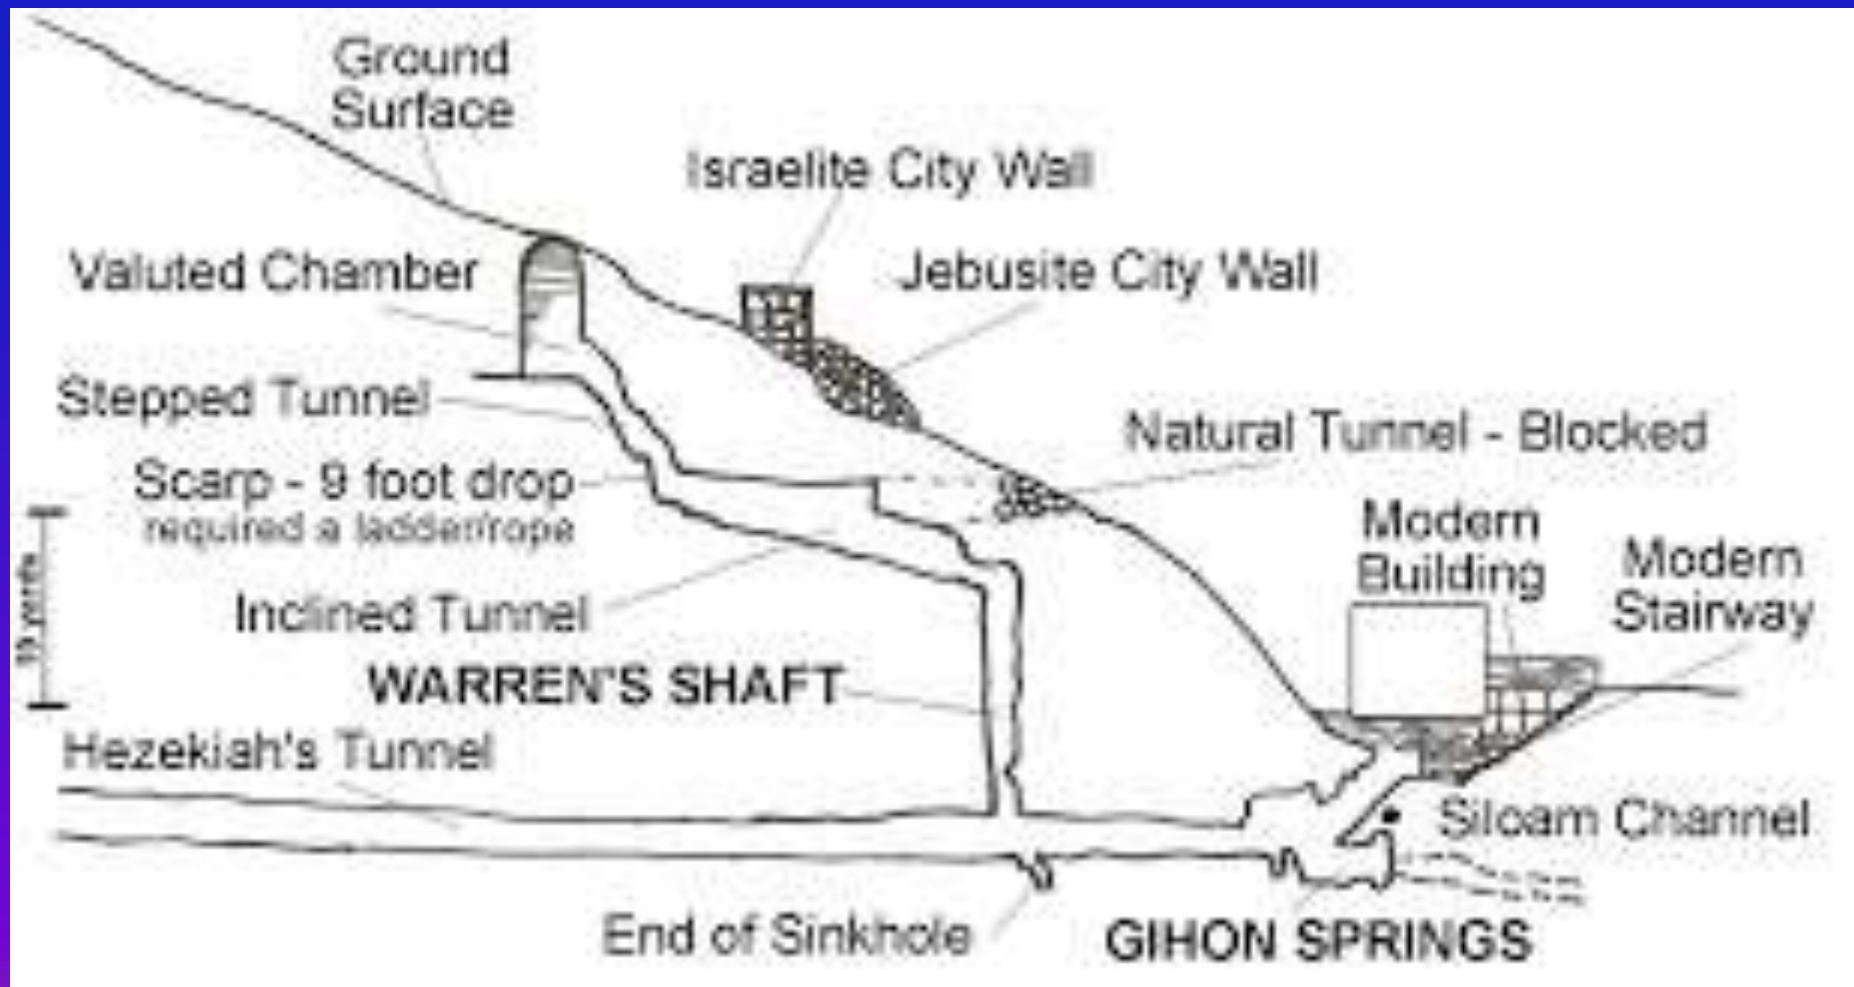 Ground
Surface
Israelite City Wall
Valuted Chamber
Jebusite City Wall
Stepped Tunnel
Natural Tunnel - Blocked
Scarp - 9 foot drop
required a ladder/rope
Modern
Building
Modern
Stairway
Inclined Tunnel
yards
WARREN'S SHAFT
Hezekiah's Tunnel
Siloam Channel
End of Sinkhole
GIHON SPRINGS